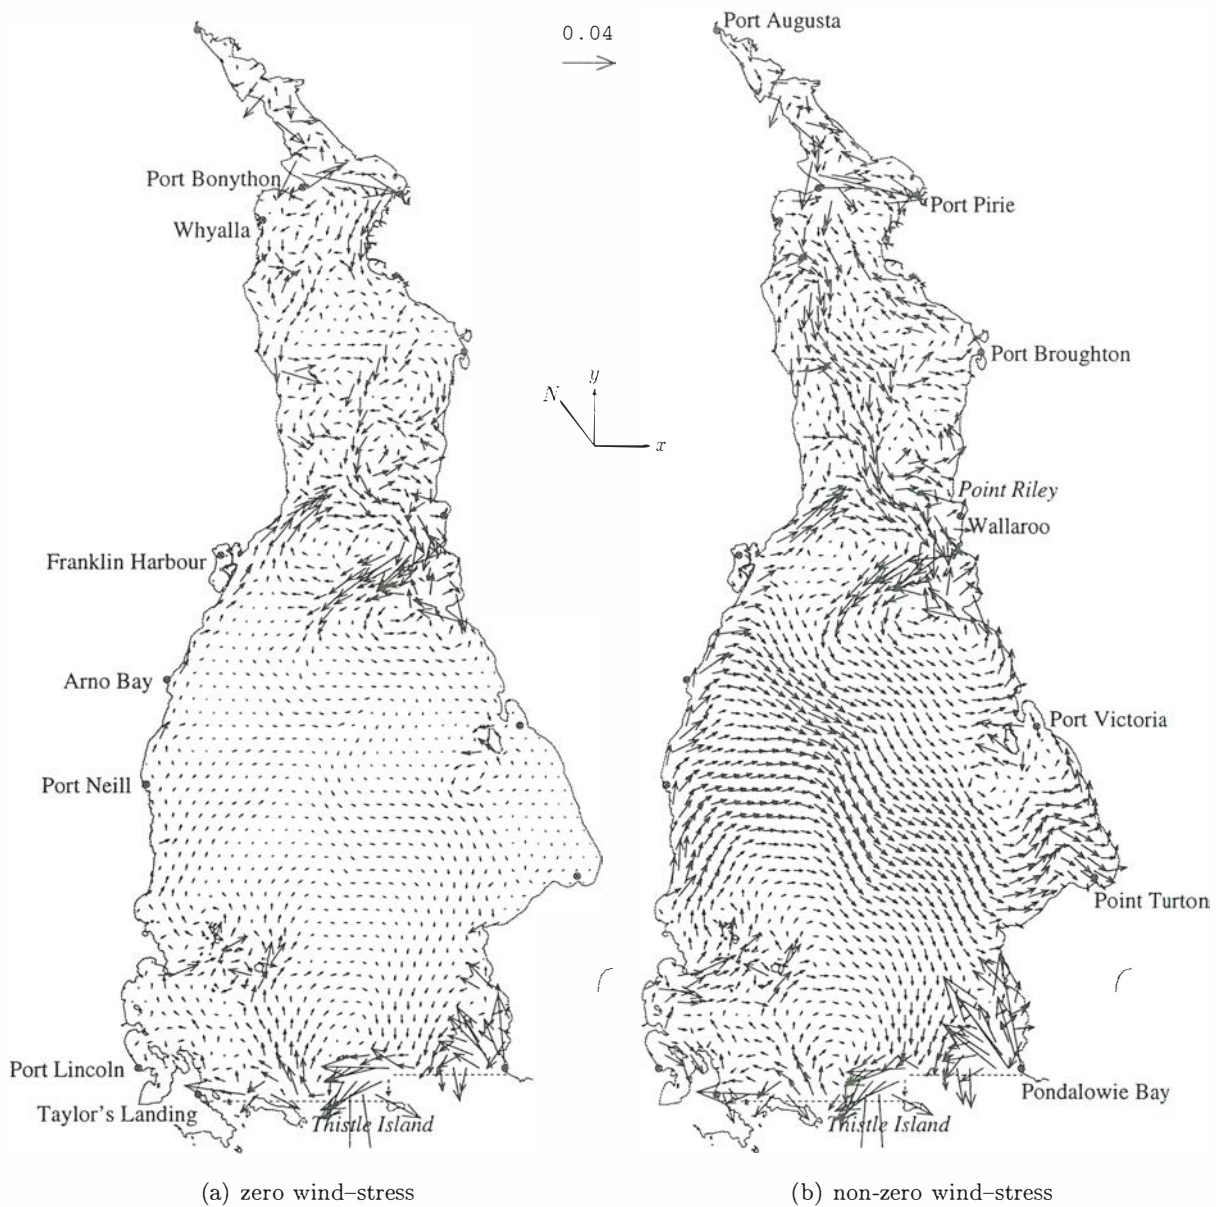 Port Augusta
0.04
Port Bonython
Port Pirie
Whyalla
Port Broughton
N
y
x
Point Riley
Wallaroo
Franklin Harbour
Arno Bay
Port Victoria
Port Neill
Point Turton
Port Lincoln
Pondalowie Bay
Taylor's Landing
Thistle Island
Thistle Island
(a) zero wind–stress
(b) non-zero wind–stress